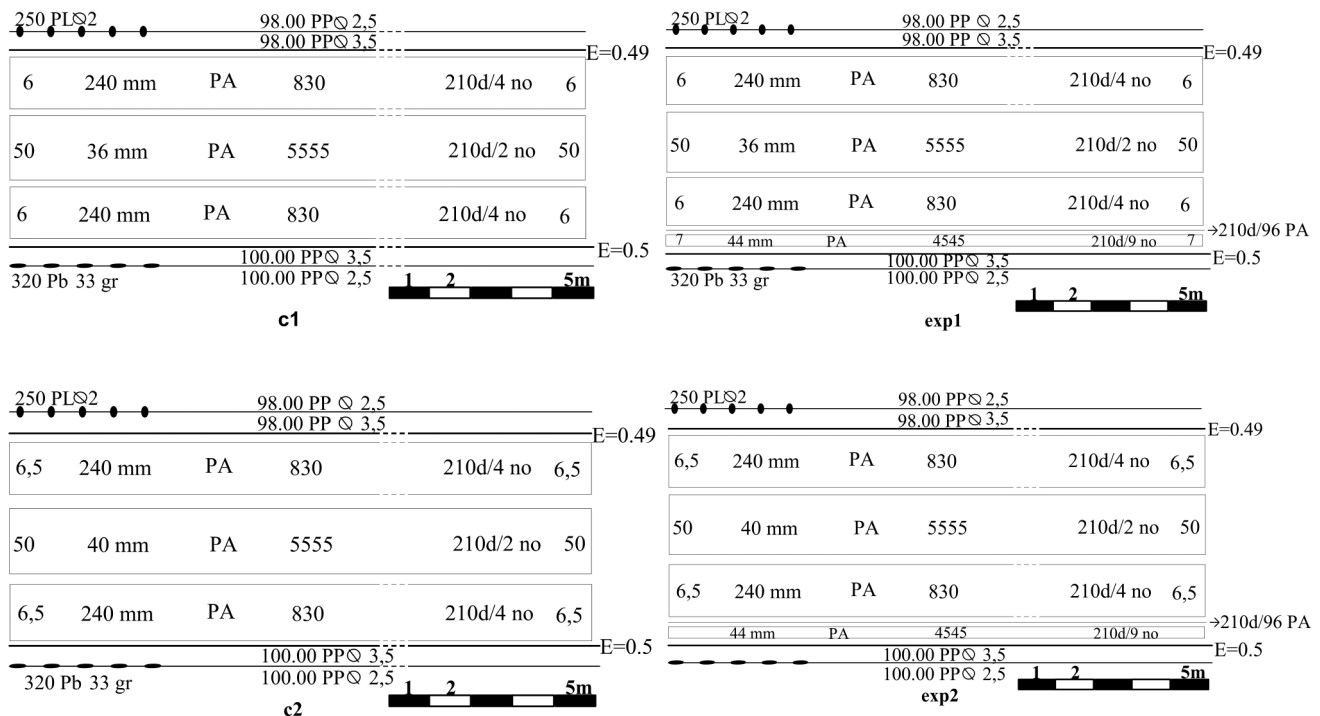 250 PL∅2 98.00 PP∅ 2,5
98.00 PP∅ 3,5
E=0.49
6 240 mm PA 830 210d/4 no 6
50 36 mm PA 5555 210d/2 no 50
6 240 mm PA 830 210d/4 no 6
E=0.5
100.00 PP∅ 3,5
320 Pb 33 gr 100.00 PP∅ 2,5
1 2 5m
c1
250 PL∅2 98.00 PP∅ 2,5
98.00 PP∅ 3,5
E=0.49
6 240 mm PA 830 210d/4 no 6
50 36 mm PA 5555 210d/2 no 50
6 240 mm PA 830 210d/4 no 6
→210d/96 PA
7 44 mm PA 4545 210d/9 no 7
E=0.5
100.00 PP∅ 3,5
320 Pb 33 gr 100.00 PP∅ 2,5
1 2 5m
exp1
250 PL∅2 98.00 PP ∅ 2,5
98.00 PP ∅ 3,5
E=0.49
6,5 240 mm PA 830 210d/4 no 6,5
50 40 mm PA 5555 210d/2 no 50
6,5 240 mm PA 830 210d/4 no 6,5
E=0.5
100.00 PP∅ 3,5
320 Pb 33 gr 100.00 PP∅ 2,5
1 2 5m
c2
250 PL∅2 98.00 PP ∅ 2,5
98.00 PP∅ 3,5
E=0.49
6,5 240 mm PA 830 210d/4 no 6,5
50 40 mm PA 5555 210d/2 no 50
6,5 240 mm PA 830 210d/4 no 6,5
→210d/96 PA
44 mm PA 4545 210d/9 no
E=0.5
100.00 PP∅ 3,5
100.00 PP∅ 2,5
1 2 5m
exp2